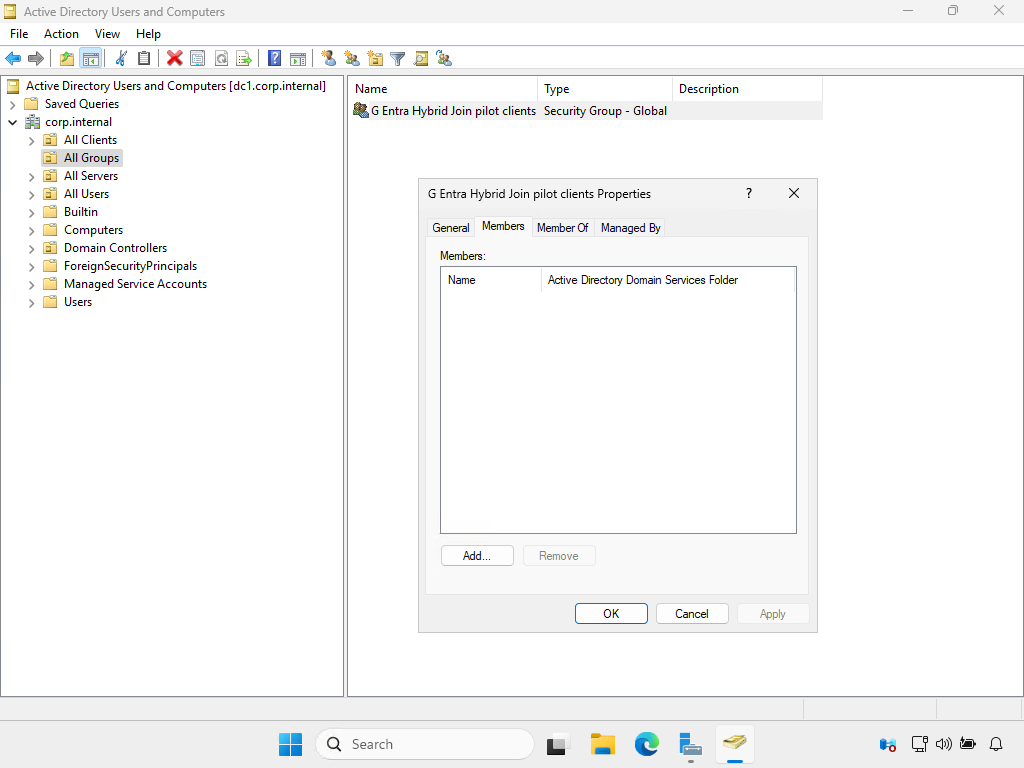 Active Directory Users and Computers
File Action View Help
Active Directory Users and Computers [dc1.corp.internal]
Saved Queries
corp.internal
All Clients
All Groups
All Servers
All Users
Builtin
Computers
Domain Controllers
ForeignSecurityPrincipals
Managed Service Accounts
Users
Name Type Description
G Entra Hybrid Join pilot clients Security Group - Global
G Entra Hybrid Join pilot clients Properties
?
General Members Member Of Managed By
Members:
Name Active Directory Domain Services Folder
Add... Remove
OK Cancel Apply
Search